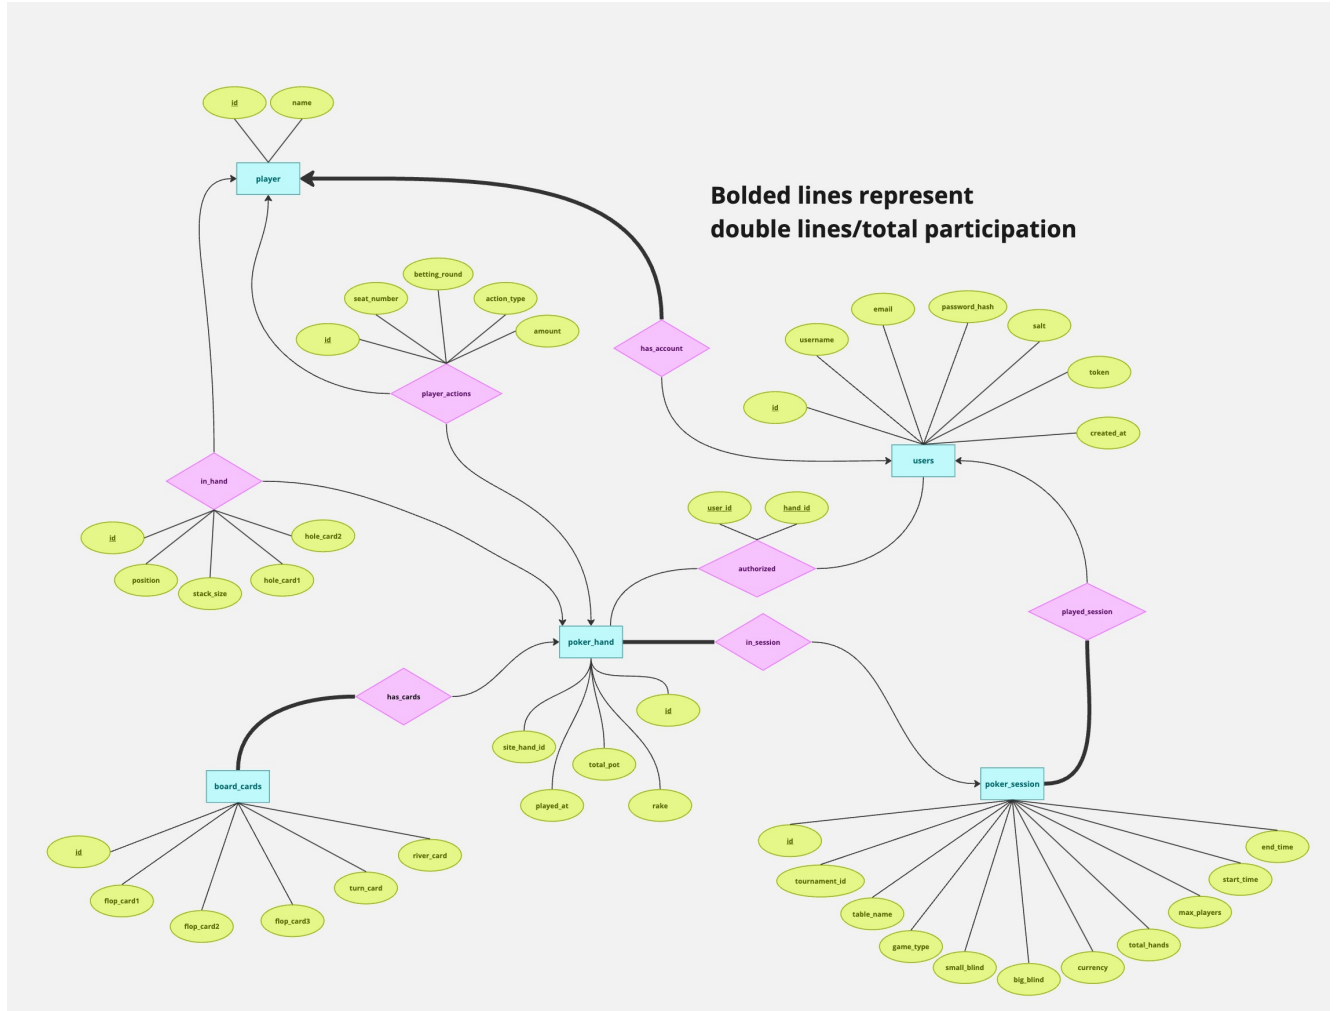 id
name
player
Bolded lines represent
double lines/total participation
betting_round
seat_number
action_type
id
amount
player_actions
has_account
email
password_hash
username
salt
token
id
created_at
users
in_hand
id
hole_card2
position
stack_size
hole_card1
user_id
hand_id
authorized
played_session
poker_hand
in_session
has_cards
id
site_hand_id
total_pot
played_at
rake
board_cards
poker_session
id
river_card
turn_card
flop_card1
flop_card2
flop_card3
id
end_time
tournament_id
start_time
table_name
max_players
game_type
total_hands
small_blind
currency
big_blind